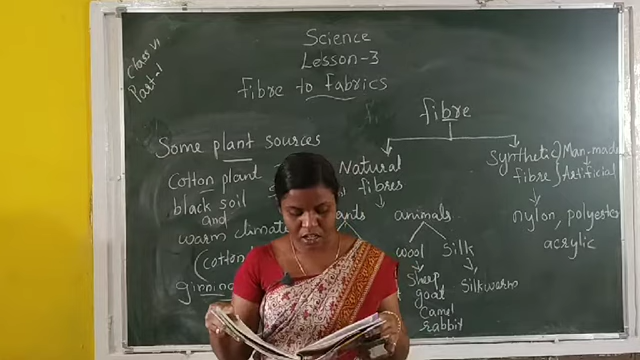 Science
Lesson-3
Fibre to Fabrics
Class VI
Part-1
Some plant sources
Cotton plant
black soil
and
warm climate
(Cotton
ginning
fibre
Natural
fibres
animals
wool
Silk
Sheep
goat
Camel
rabbit
Silkworm
Synthetic
fibre
Man-made
Artificial
nylon, polyester
acrylic